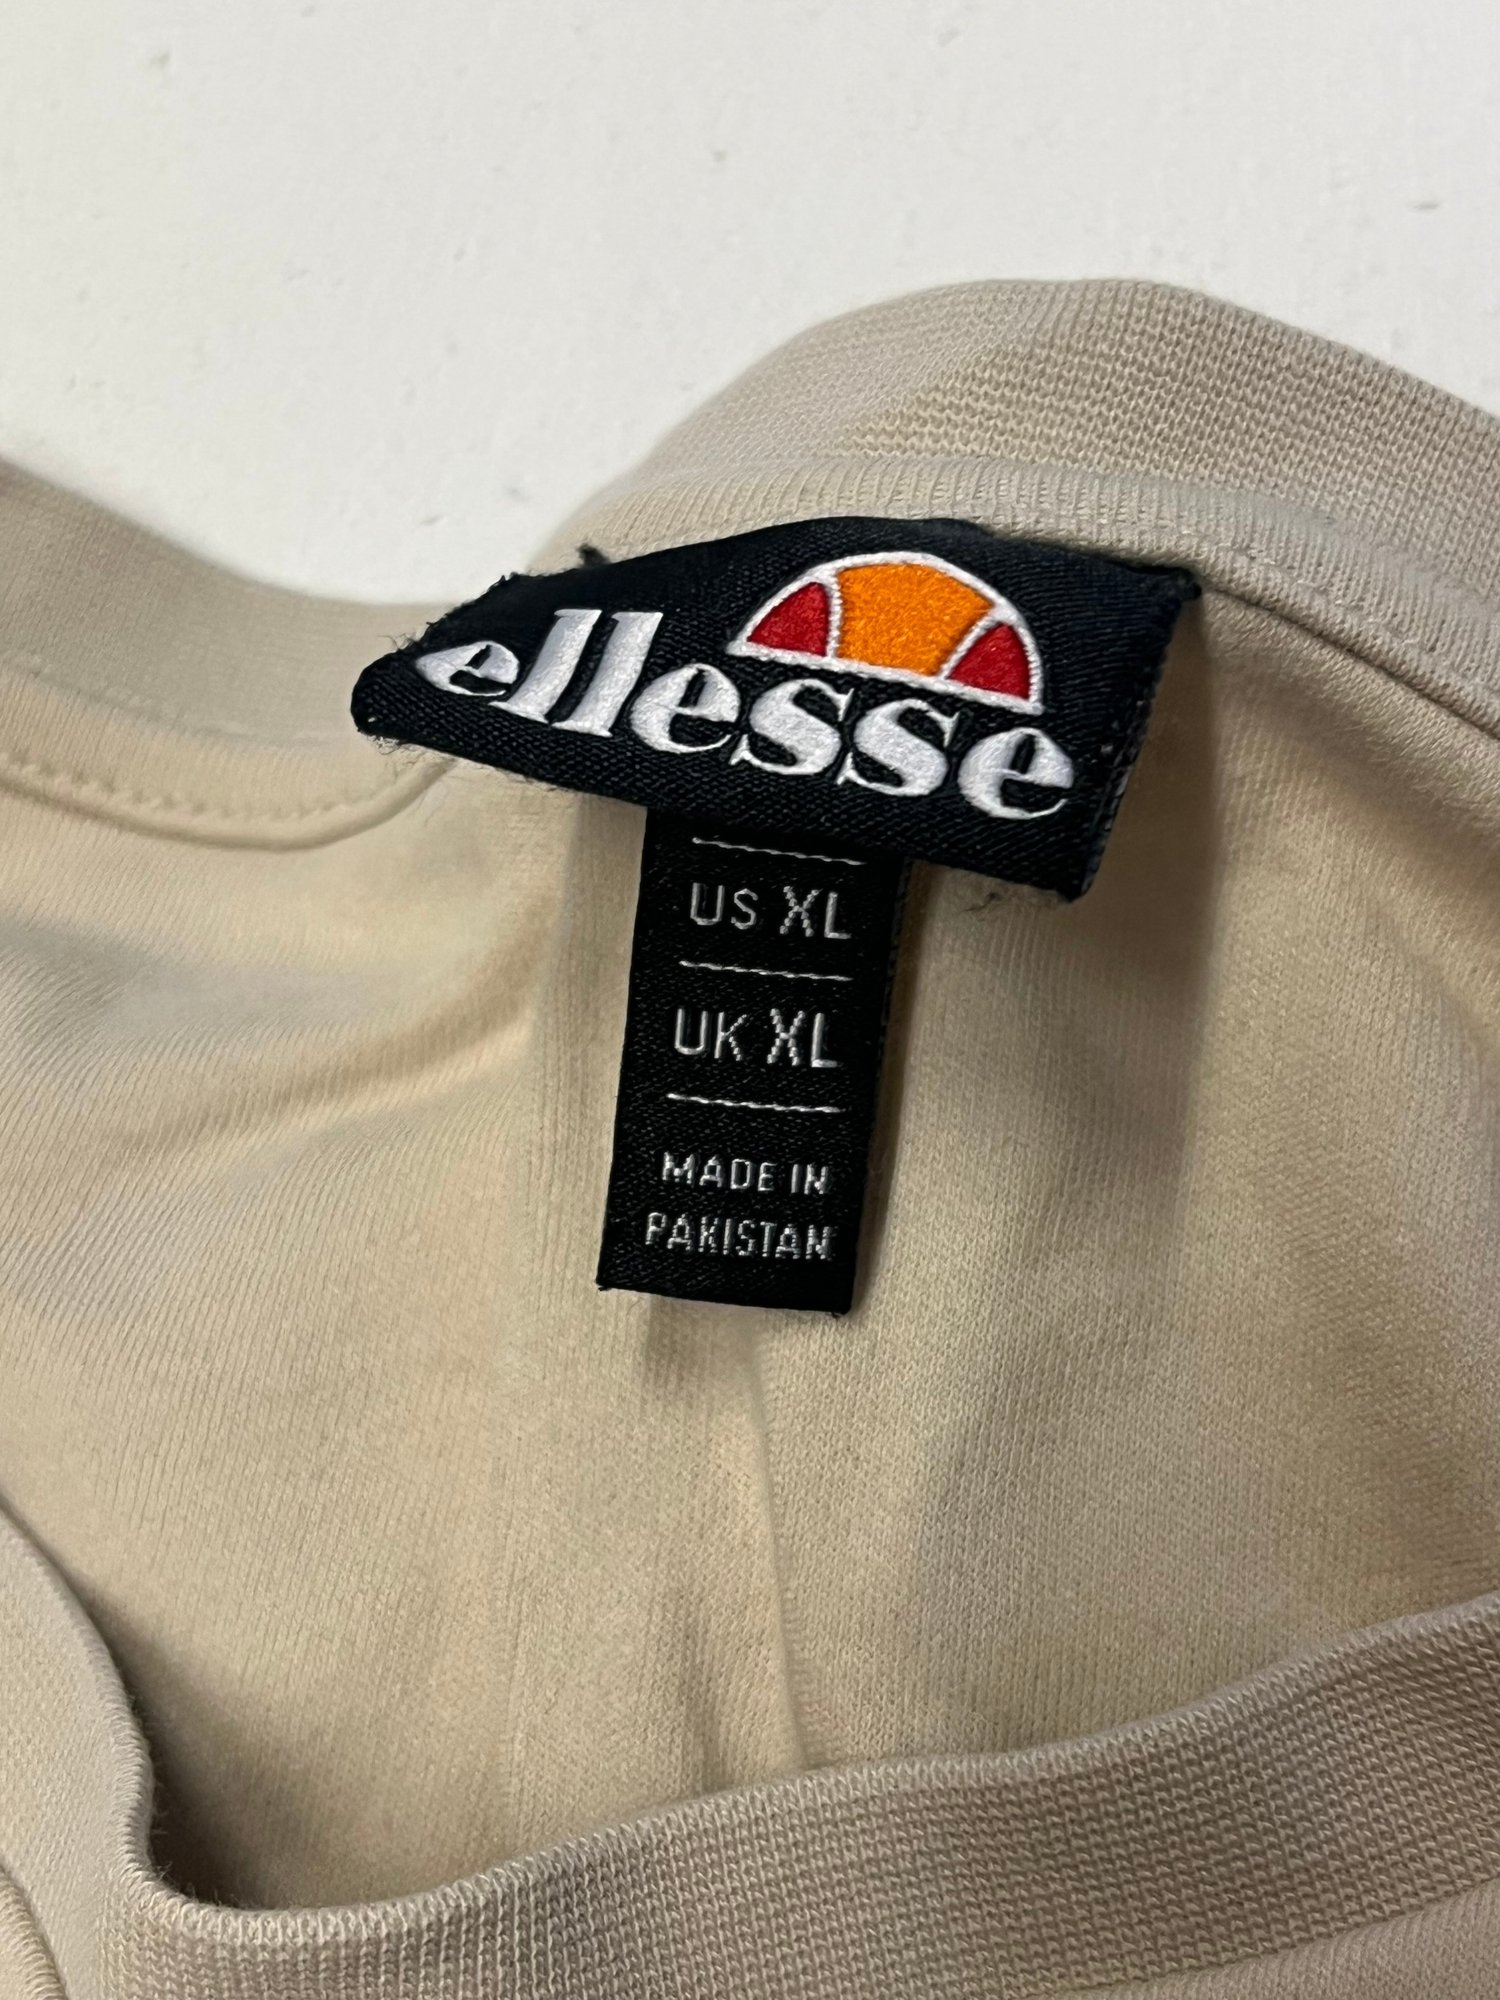 ellesse
US XL
UK XL
MADE IN
PAKISTAN